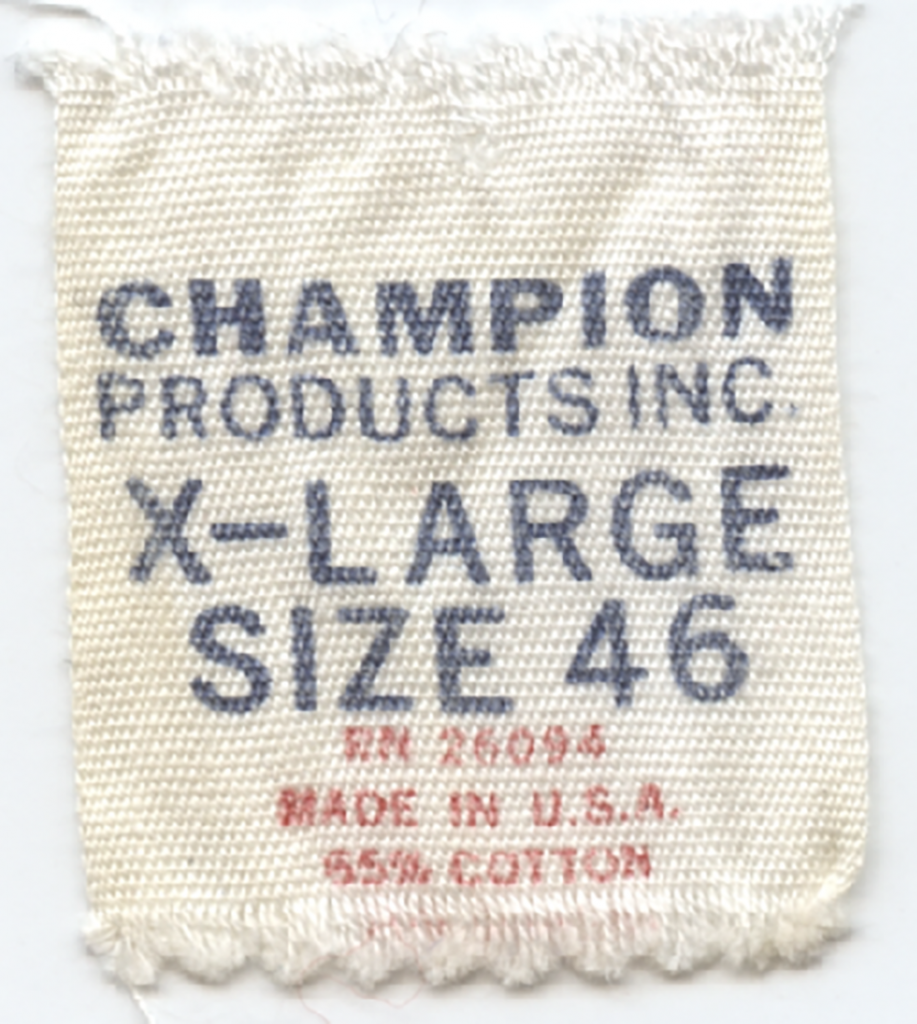 CHAMPION
PRODUCTS INC.
X-LARGE
SIZE 46
RN 26094
MADE IN U.S.A.
65% COTTON